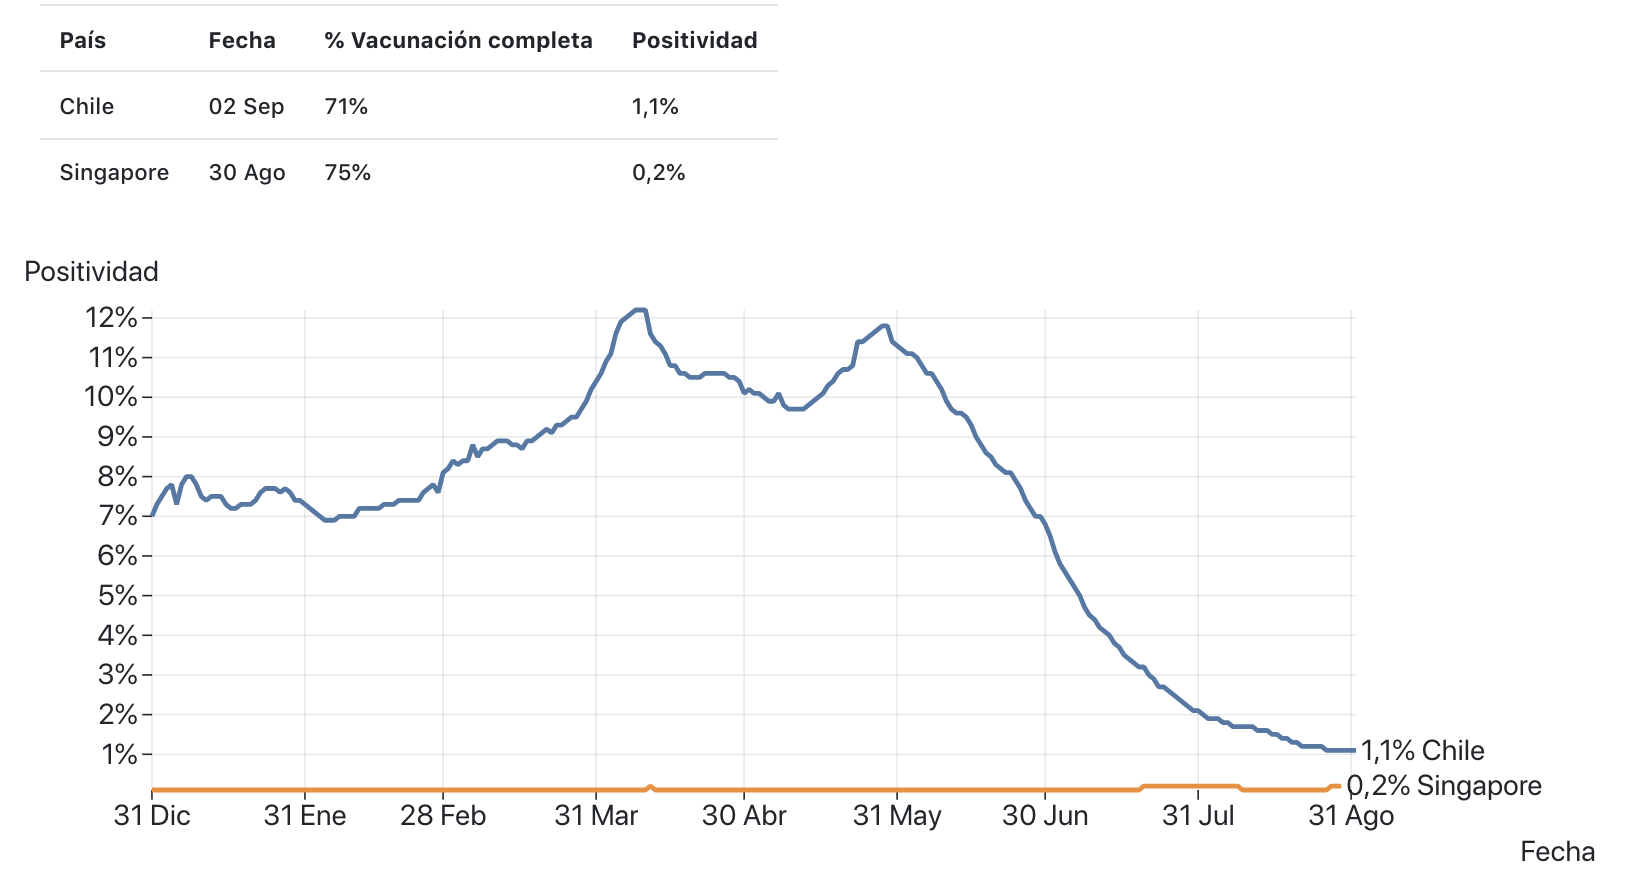 País Fecha % Vacunación completa Positividad
Chile 02 Sep 71% 1,1%
Singapore 30 Ago 75% 0,2%
Positividad
12%
11%
10%
9%
8%
7%
6%
5%
4%
3%
2%
1%
1,1% Chile
0,2% Singapore
31 Dic 31 Ene 28 Feb 31 Mar 30 Abr 31 May 30 Jun 31 Jul 31 Ago
Fecha